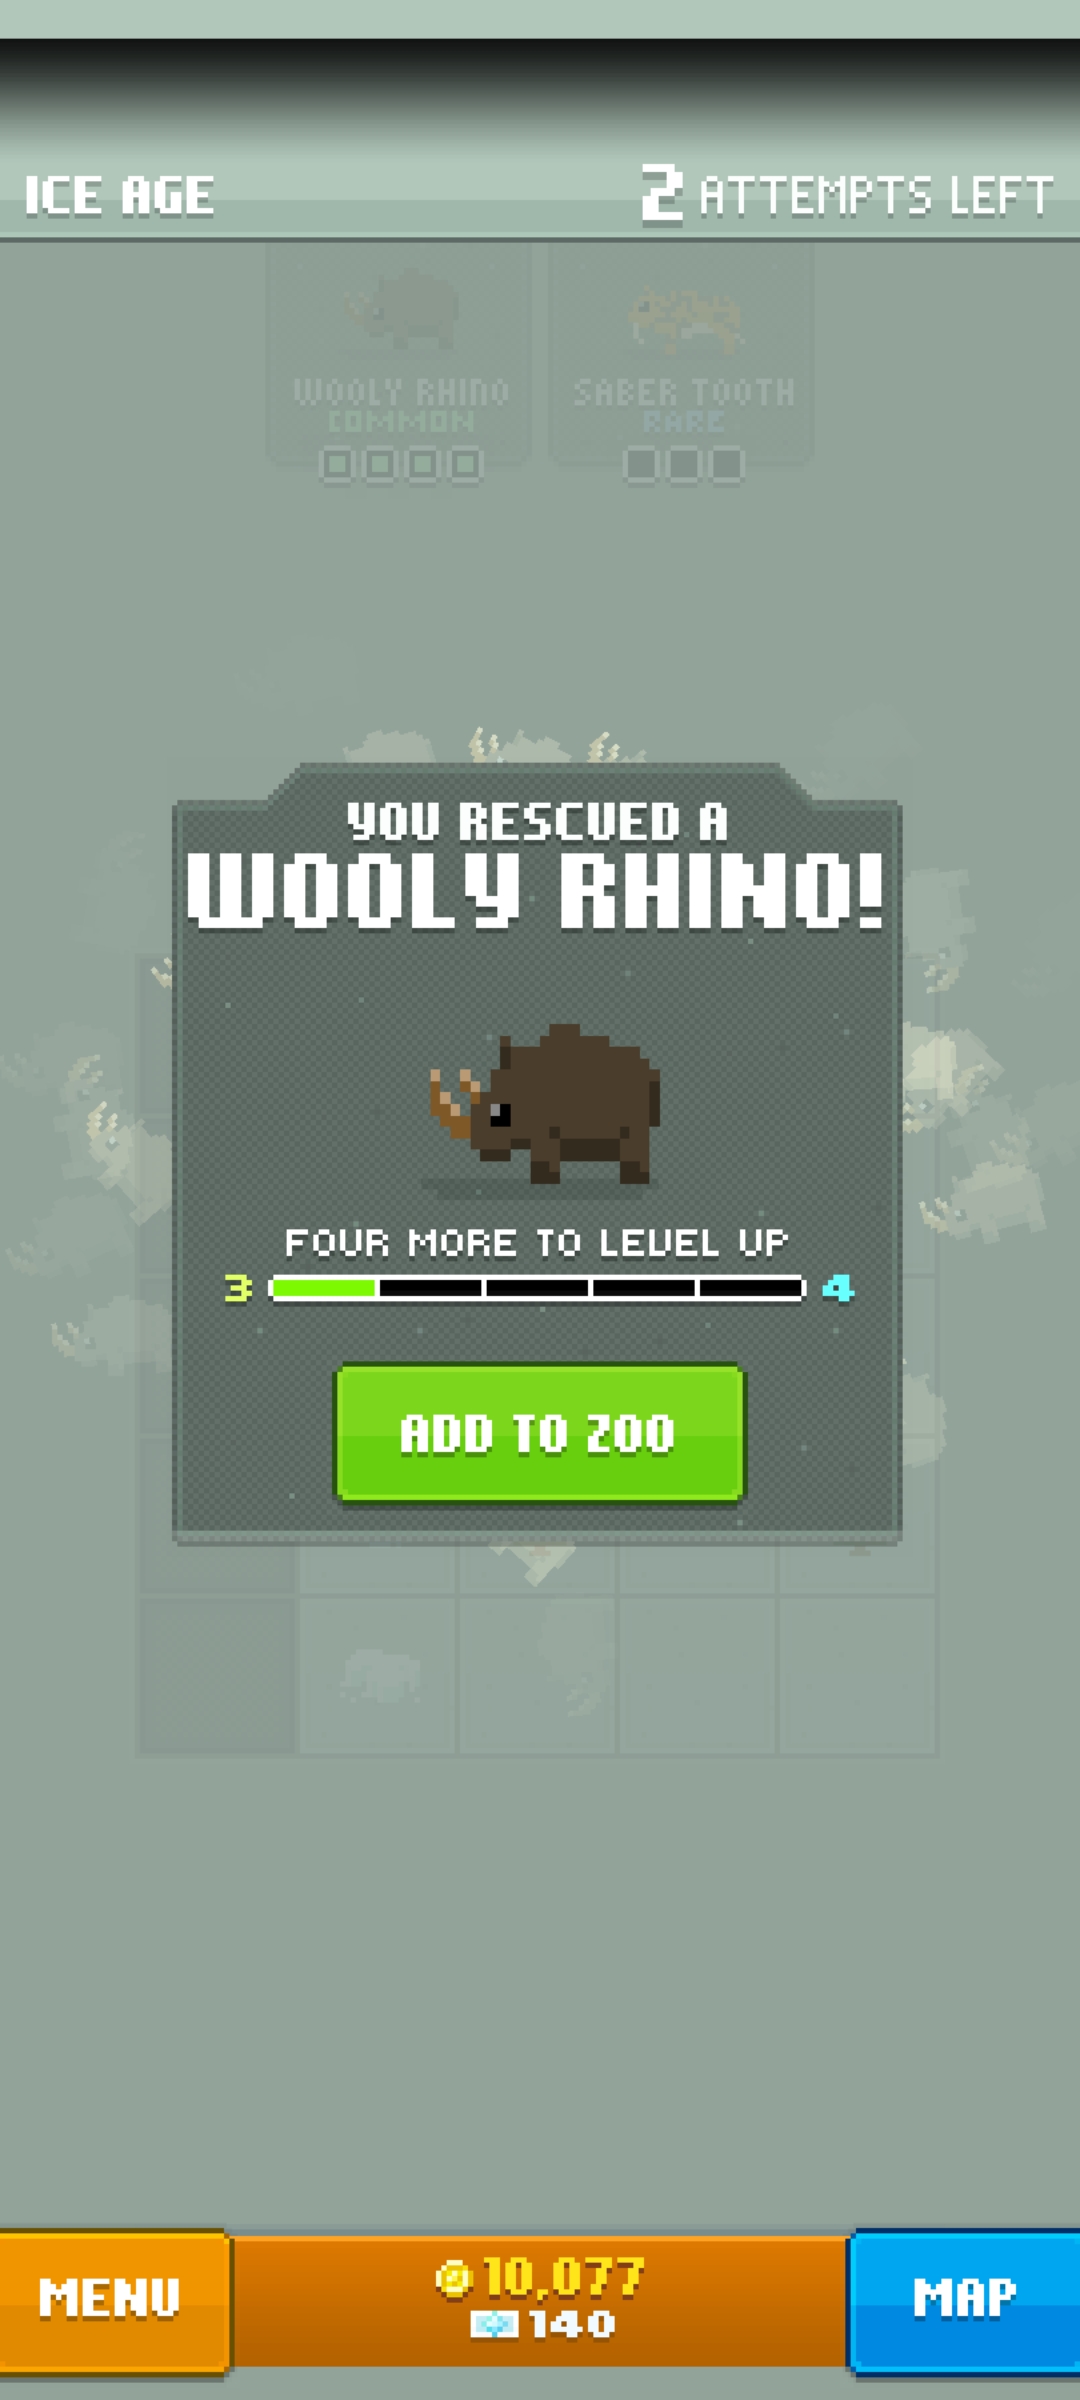 ICE AGE
2 ATTEMPTS LEFT
WOOLY RHINO
COMMON
SABER TOOTH
RARE
YOU RESCUED A
WOOLY RHINO!
FOUR MORE TO LEVEL UP
3 4
ADD TO ZOO
MENU
10,077
140
MAP